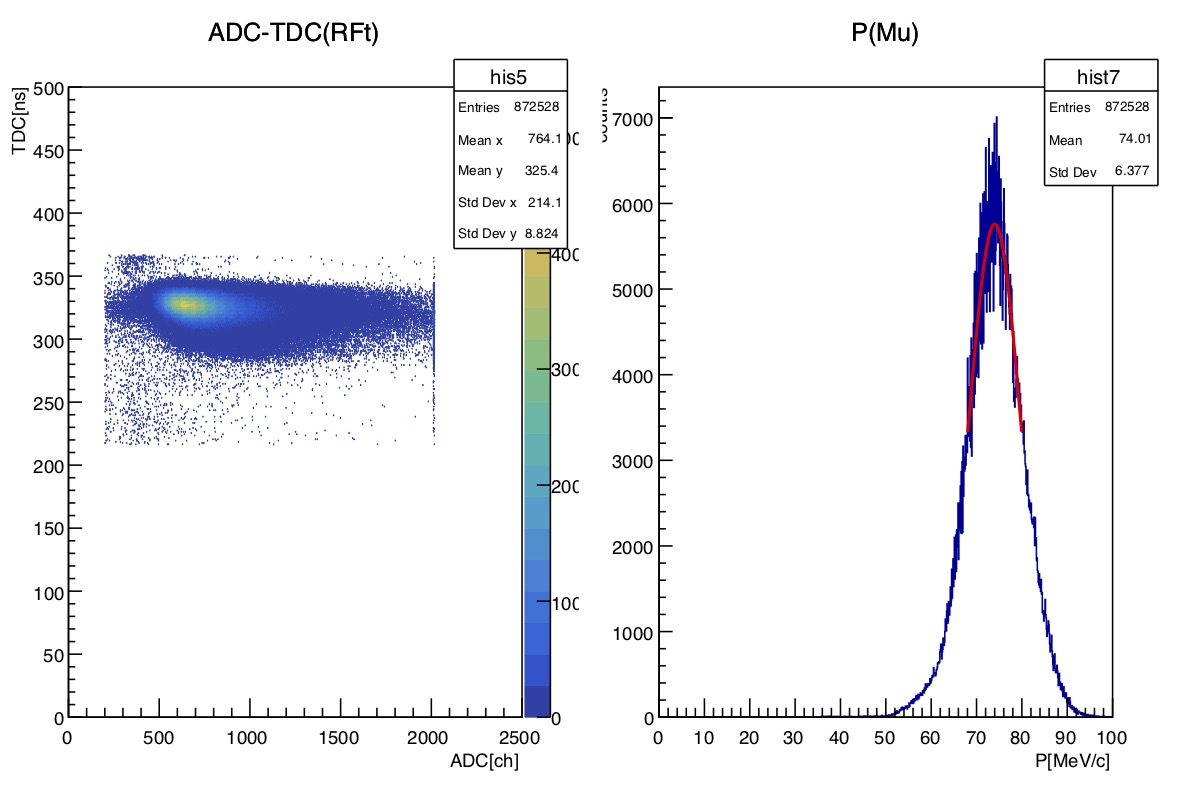 ADC-TDC(RFt)
TDC[ns]
500
450
400
350
300
250
200
150
100
50
0
0
500
1000
1500
2000
2500
ADC[ch]
his5
Entries 872528
Mean x 764.1
Mean y 325.4
Std Dev x 214.1
Std Dev y 8.824
400
300
200
100
0
P(Mu)
counts
7000
6000
5000
4000
3000
2000
1000
0
0
10
20
30
40
50
60
70
80
90
100
P[MeV/c]
hist7
Entries 872528
Mean 74.01
Std Dev 6.377